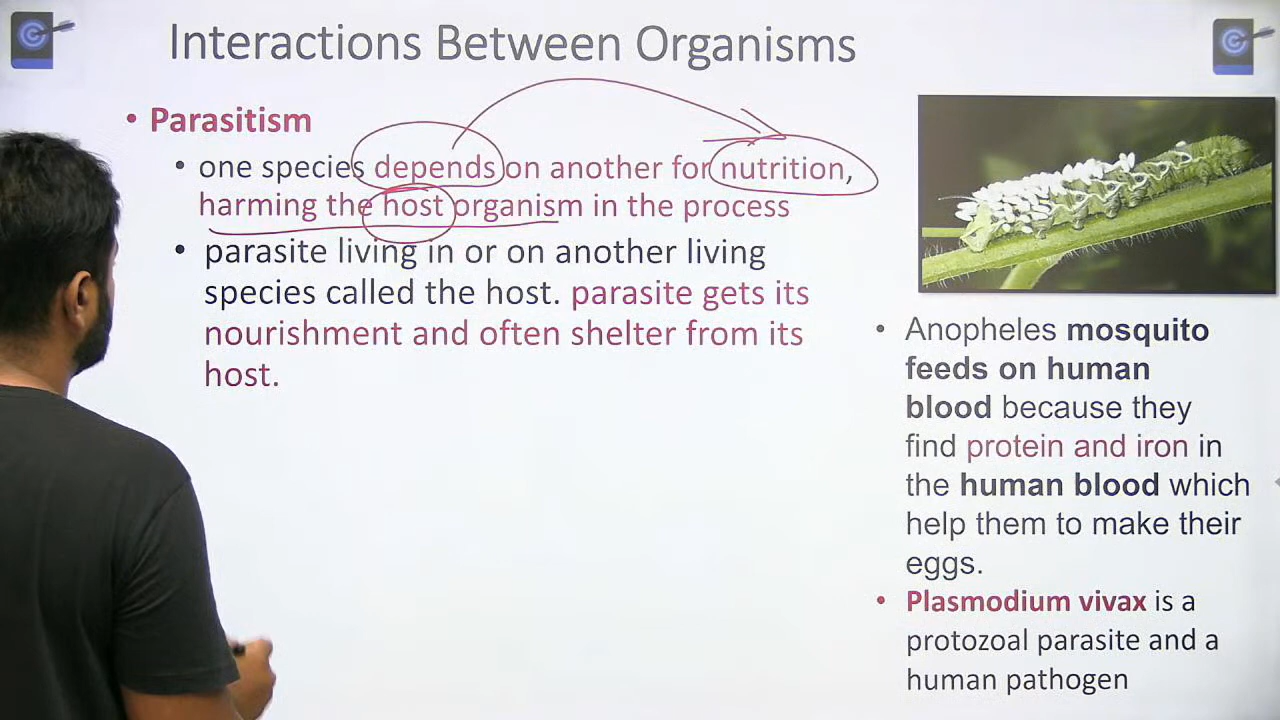 Interactions Between Organisms
• Parasitism
• one species depends on another for nutrition,
harming the host organism in the process
• parasite living in or on another living
species called the host. parasite gets its
nourishment and often shelter from its
host.
• Anopheles mosquito
feeds on human
blood because they
find protein and iron in
the human blood which
help them to make their
eggs.
• Plasmodium vivax is a
protozoal parasite and a
human pathogen